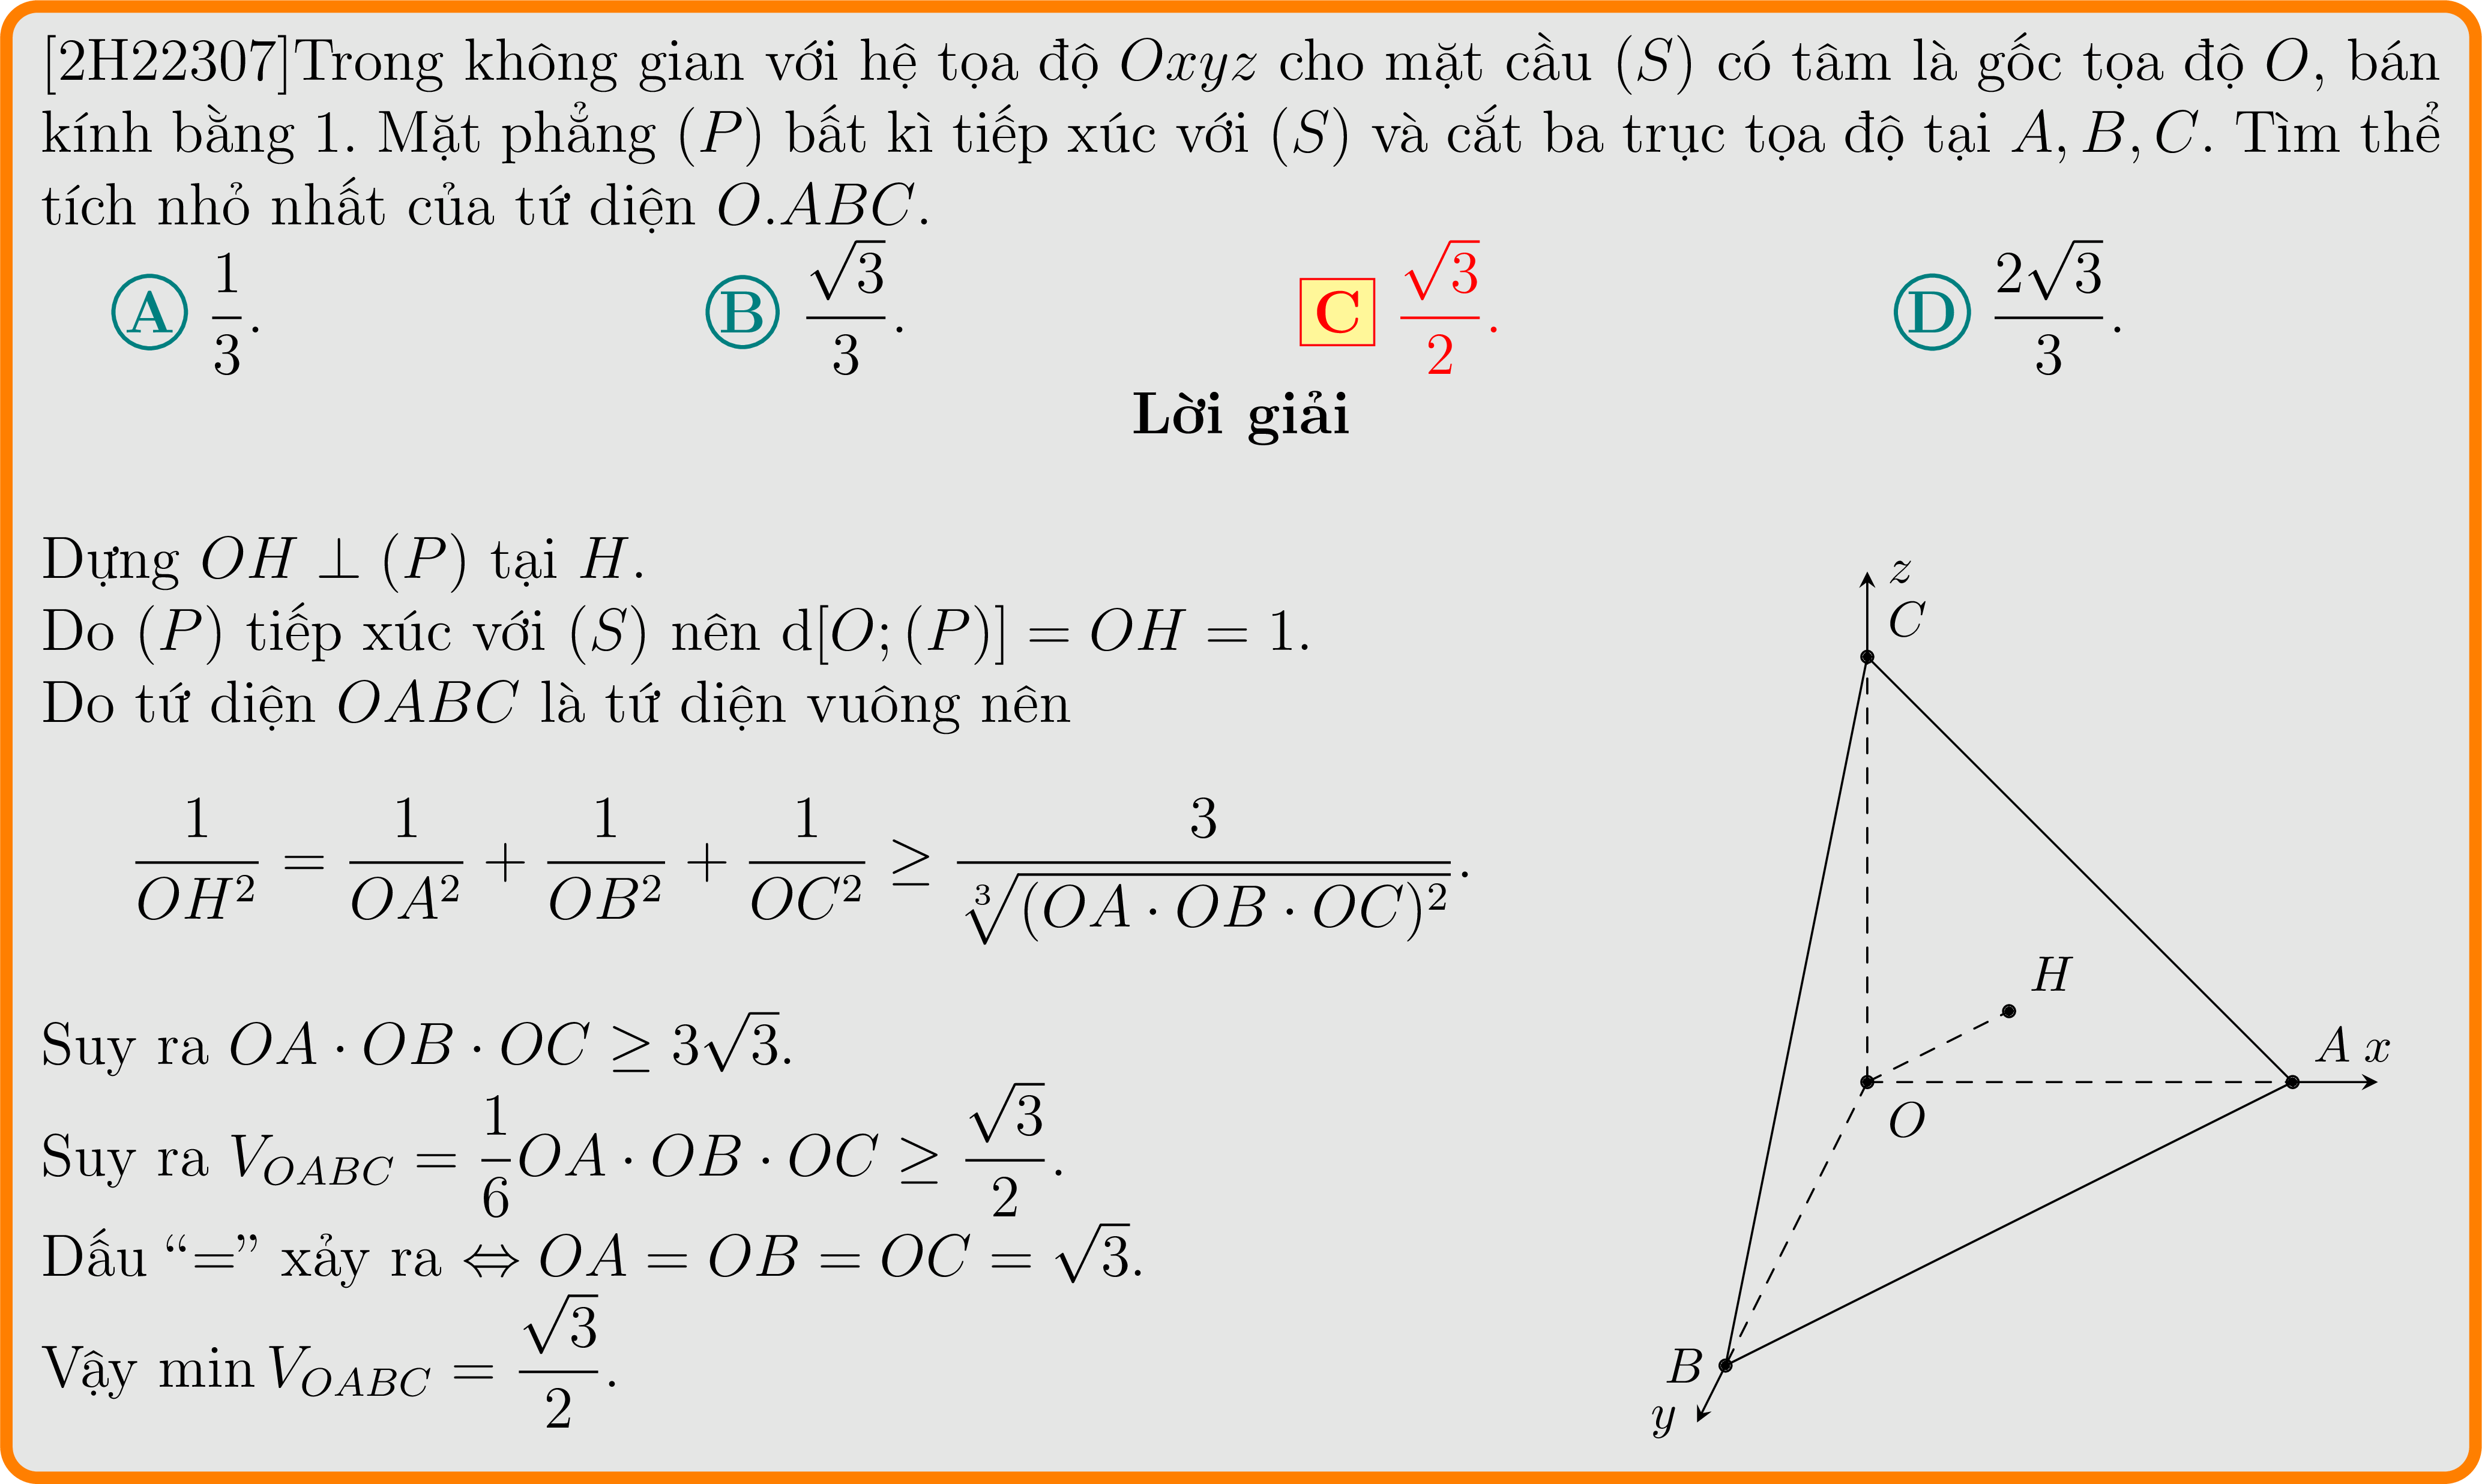 [2H22307]Trong không gian với hệ tọa độ Oxyz cho mặt cầu (S) có tâm là gốc tọa độ O, bán
kính bằng 1. Mặt phẳng (P) bất kì tiếp xúc với (S) và cắt ba trục tọa độ tại A, B, C. Tìm thể
tích nhỏ nhất của tứ diện O.ABC.
A $\frac{1}{3}$. B $\frac{\sqrt{3}}{3}$. C $\frac{\sqrt{3}}{2}$. D $\frac{2\sqrt{3}}{3}$.
Lời giải
Dựng OH ⊥ (P) tại H.
Do (P) tiếp xúc với (S) nên d[O; (P)] = OH = 1.
Do tứ diện OABC là tứ diện vuông nên
$\frac{1}{OH^2} = \frac{1}{OA^2} + \frac{1}{OB^2} + \frac{1}{OC^2} \geq \frac{3}{\sqrt[3]{(OA \cdot OB \cdot OC)^2}}$.
Suy ra $OA \cdot OB \cdot OC \geq 3\sqrt{3}$.
Suy ra $V_{OABC} = \frac{1}{6}OA \cdot OB \cdot OC \geq \frac{\sqrt{3}}{2}$.
Dấu “=” xảy ra ⇔ $OA = OB = OC = \sqrt{3}$.
Vậy $\min V_{OABC} = \frac{\sqrt{3}}{2}$.
z
C
H
A x
O
B
y